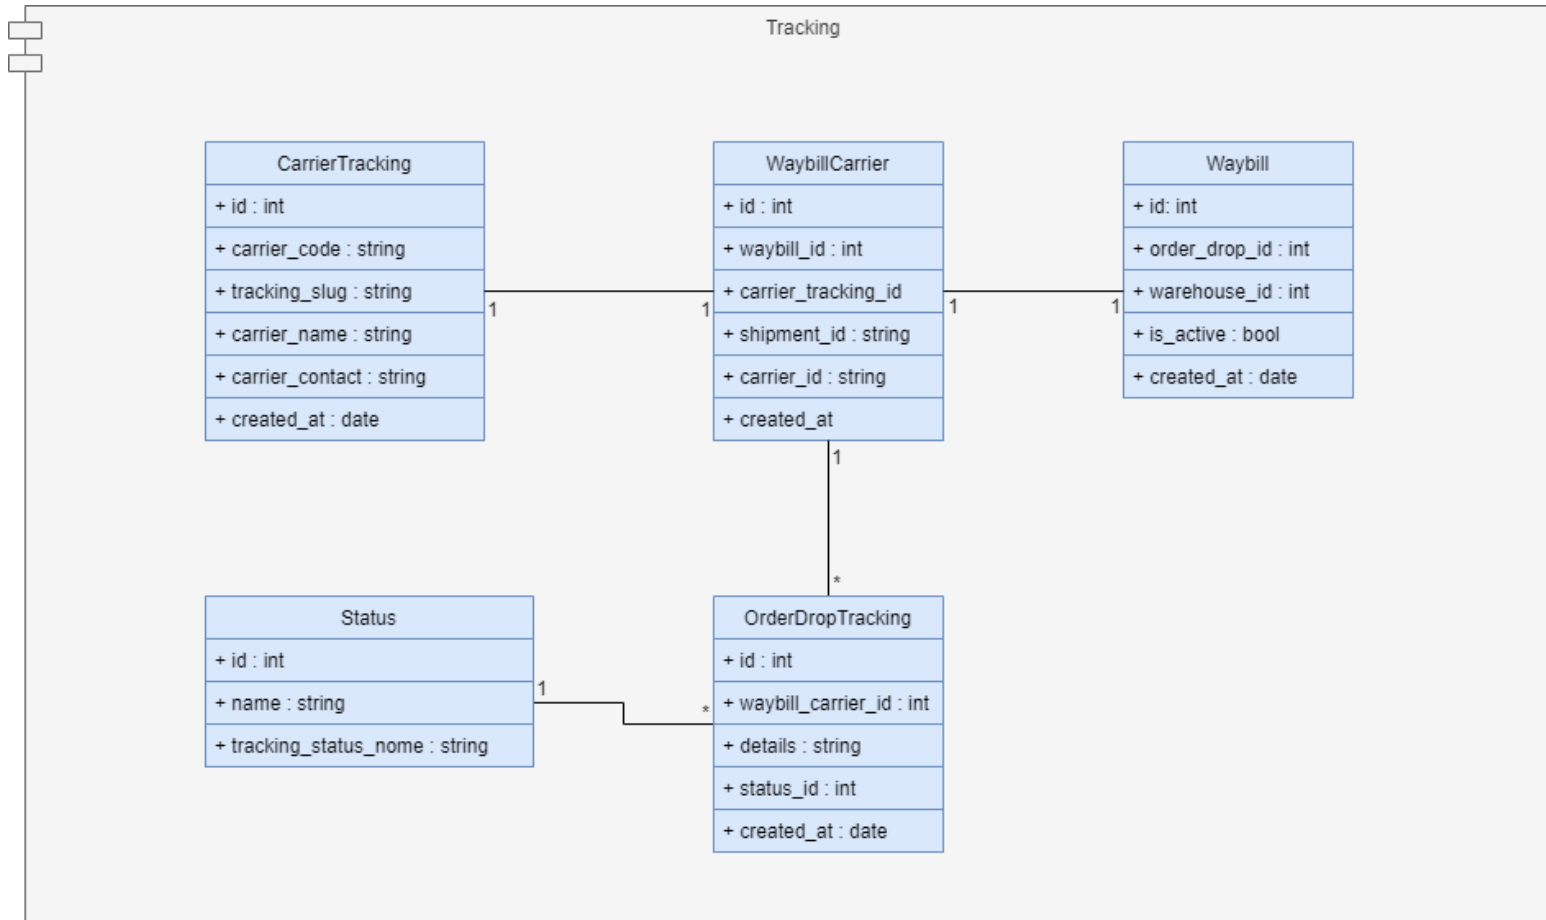 Tracking
CarrierTracking
+ id : int
+ carrier_code : string
+ tracking_slug : string
+ carrier_name : string
+ carrier_contact : string
+ created_at : date
1
1
WaybillCarrier
+ id : int
+ waybill_id : int
+ carrier_tracking_id
+ shipment_id : string
+ carrier_id : string
+ created_at
1
1
Waybill
+ id: int
+ order_drop_id : int
+ warehouse_id : int
+ is_active : bool
+ created_at : date
1
*
Status
+ id : int
+ name : string
+ tracking_status_nome : string
1
*
OrderDropTracking
+ id : int
+ waybill_carrier_id : int
+ details : string
+ status_id : int
+ created_at : date